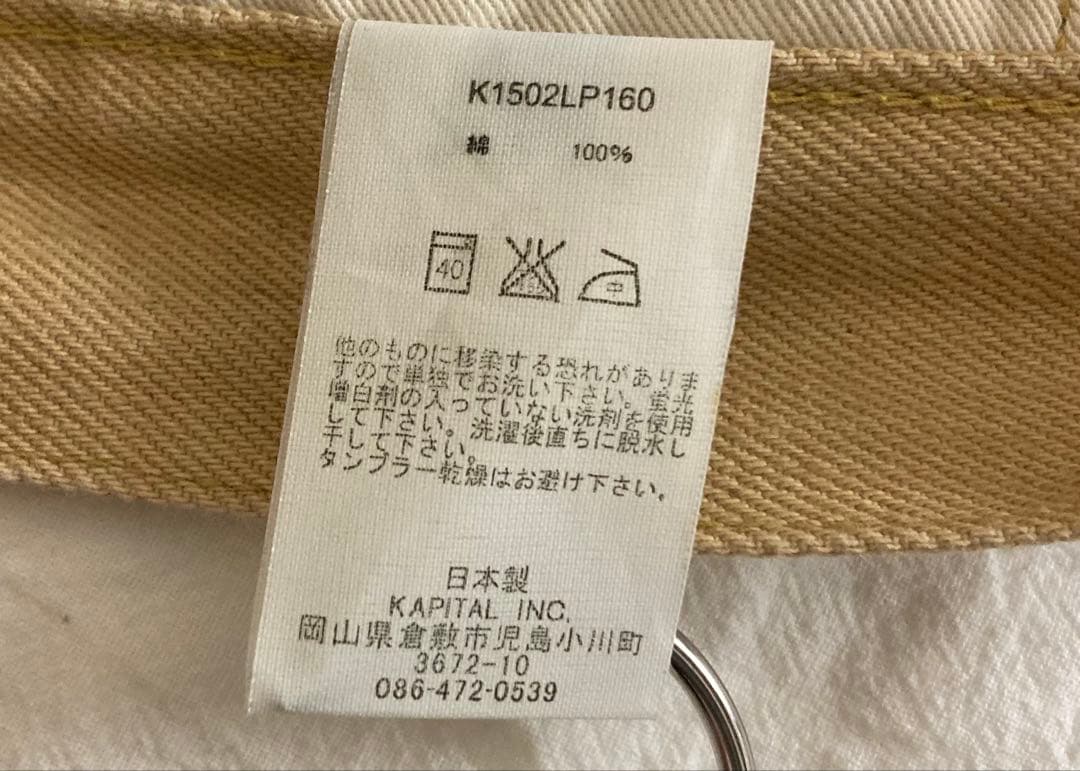 K1502LP160
綿 100%
40
中
他のものに移染する恐れがありま
すので単独でお洗い下さい。蛍光
増白剤の入っていない洗剤を使用
して下さい。洗濯後直ちに脱水し
干して下さい。
タンブラー乾燥はお避け下さい。
日本製
KAPITAL INC.
岡山県倉敷市児島小川町
3672-10
086-472-0539